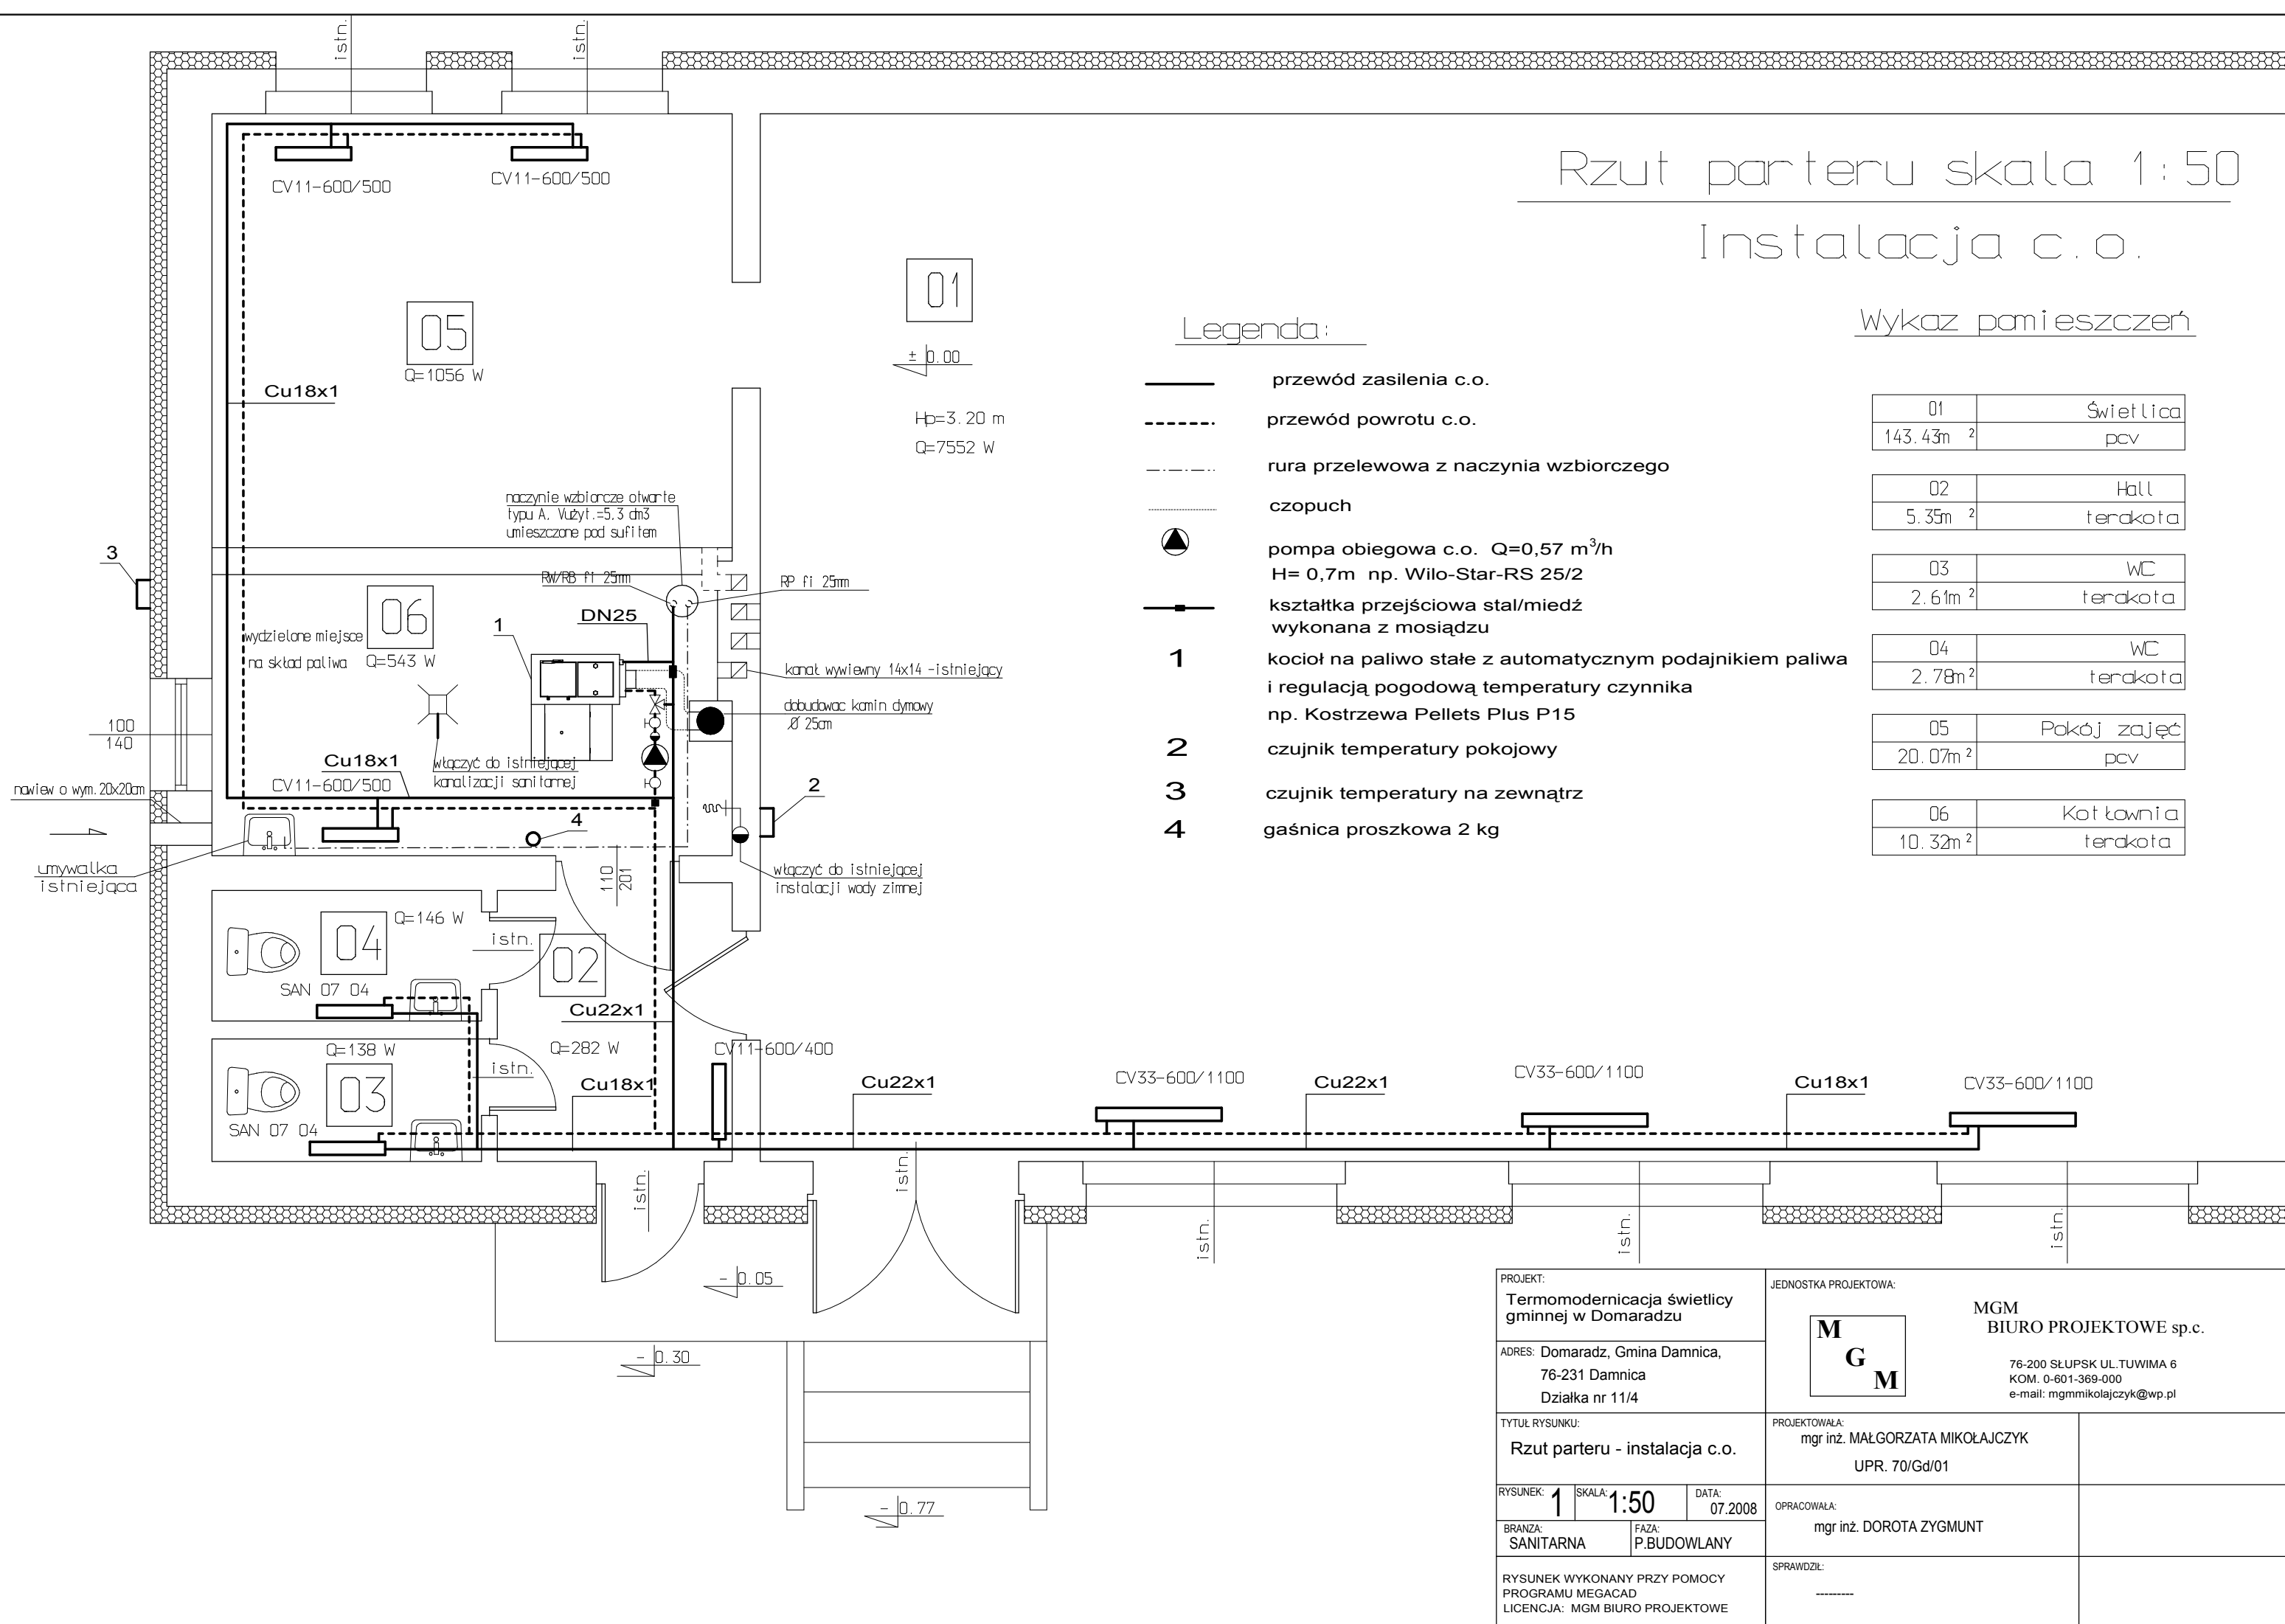 Rzut parteru skala 1:50
Instalacja c.o.
istn.
istn.
CV11-600/500
CV11-600/500
05
Q=1056 W
Cu18x1
01
± 0.00
Hp=3.20 m
Q=7552 W
naczynie wzbiorcze otwarte
typu A, Vużyt.=5.3 dm3
umieszczone pod sufitem
3
RW/RB fi 25mm
RP fi 25mm
DN25
06
wydzielone miejsce
na skład paliwa
Q=543 W
1
kanał wywiewny 14x14 -istniejący
dobudowac komin dymowy
Ø 25cm
100
140
włączyć do istniejącej
kanalizacji sanitarnej
Cu18x1
CV11-600/500
nawiew o wym.20x20cm
2
4
umywalka
istniejąca
110
201
włączyć do istniejącej
instalacji wody zimnej
Q=146 W
04
istn.
02
SAN 07 04
Cu22x1
Q=138 W
Q=282 W
CV11-600/400
03
istn.
Cu18x1
SAN 07 04
Cu22x1
CV33-600/1100
Cu22x1
CV33-600/1100
Cu18x1
CV33-600/1100
istn.
istn.
istn.
istn.
istn.
- 0.05
- 0.30
- 0.77
Legenda:
przewód zasilenia c.o.
przewód powrotu c.o.
rura przelewowa z naczynia wzbiorczego
czopuch
pompa obiegowa c.o. Q=0,57 m³/h
H= 0,7m np. Wilo-Star-RS 25/2
kształtka przejściowa stal/miedź
wykonana z mosiądzu
1 kocioł na paliwo stałe z automatycznym podajnikiem paliwa
i regulacją pogodową temperatury czynnika
np. Kostrzewa Pellets Plus P15
2 czujnik temperatury pokojowy
3 czujnik temperatury na zewnątrz
4 gaśnica proszkowa 2 kg
Wykaz pomieszczeń
01 Świetlica
143.43m² pcv
02 Hall
5.35m² terakota
03 WC
2.61m² terakota
04 WC
2.78m² terakota
05 Pokój zajęć
20.07m² pcv
06 Kotłownia
10.32m² terakota
PROJEKT:
Termomodernicacja świetlicy
gminnej w Domaradzu
ADRES: Domaradz, Gmina Damnica,
76-231 Damnica
Działka nr 11/4
TYTUŁ RYSUNKU:
Rzut parteru - instalacja c.o.
RYSUNEK: 1 SKALA: 1:50 DATA: 07.2008
BRANZA: SANITARNA FAZA: P.BUDOWLANY
RYSUNEK WYKONANY PRZY POMOCY
PROGRAMU MEGACAD
LICENCJA: MGM BIURO PROJEKTOWE
JEDNOSTKA PROJEKTOWA:
M
G
M
MGM
BIURO PROJEKTOWE sp.c.
76-200 SŁUPSK UL.TUWIMA 6
KOM. 0-601-369-000
e-mail: mgmmikolajczyk@wp.pl
PROJEKTOWAŁA:
mgr inż. MAŁGORZATA MIKOŁAJCZYK
UPR. 70/Gd/01
OPRACOWAŁA:
mgr inż. DOROTA ZYGMUNT
SPRAWDZIŁ:
---------